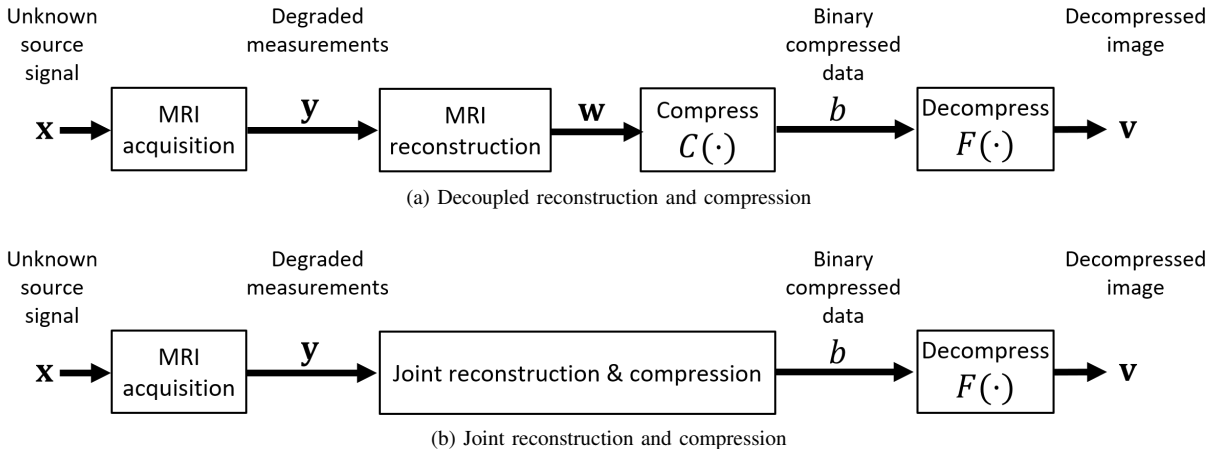 Unknown
source
signal
Degraded
measurements
Binary
compressed
data
Decompressed
image
x
MRI
acquisition
y
MRI
reconstruction
w
Compress
C(·)
b
Decompress
F(·)
v
(a) Decoupled reconstruction and compression
Unknown
source
signal
Degraded
measurements
Binary
compressed
data
Decompressed
image
x
MRI
acquisition
y
Joint reconstruction & compression
b
Decompress
F(·)
v
(b) Joint reconstruction and compression